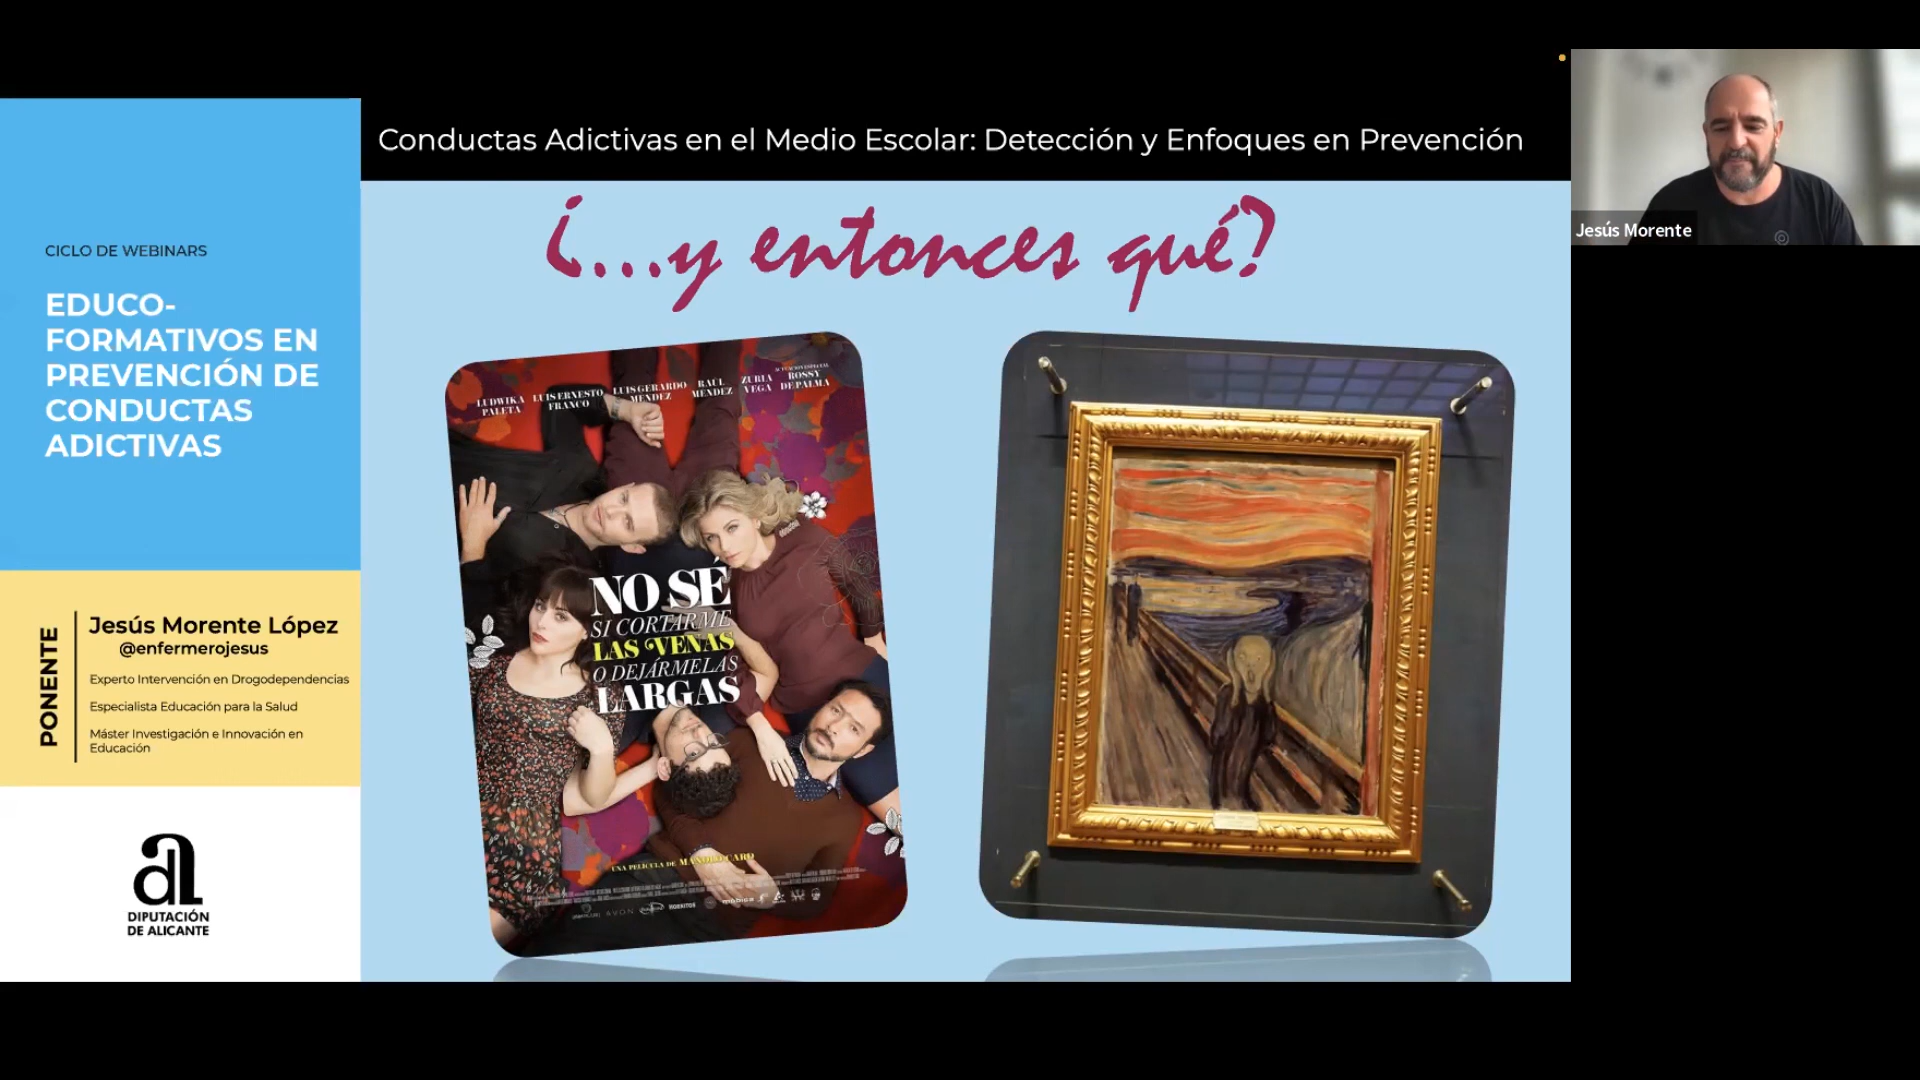 Conductas Adictivas en el Medio Escolar: Detección y Enfoques en Prevención
CICLO DE WEBINARS
EDUCO-
FORMATIVOS EN
PREVENCIÓN DE
CONDUCTAS
ADICTIVAS
PONENTE
Jesús Morente López
@enfermerojesus
Experto Intervención en Drogodependencias
Especialista Educación para la Salud
Máster Investigación e Innovación en
Educación
DIPUTACIÓN
DE ALICANTE
¿...y entonces qué?
LUDWIKA
PALETA
LUIS ERNESTO
FRANCO
LUIS GERARDO
MÉNDEZ
RAÚL
MÉNDEZ
ZURIA
VEGA
ROSSY
DE PALMA
NO SÉ
SI CORTARME
LAS VENAS
O DEJÁRMELAS
LARGAS
UNA PELÍCULA DE MANOLO CARO
AVON
Jesús Morente